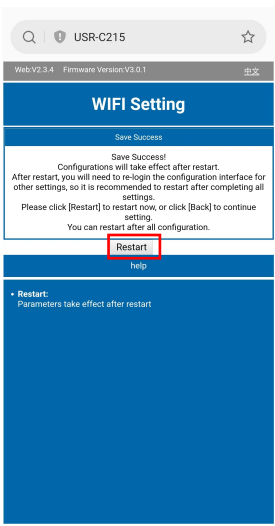 USR-C215
Web:V2.3.4 Firmware Version:V3.0.1 中文
WIFI Setting
Save Success
Save Success!
Configurations will take effect after restart.
After restart, you will need to re-login the configuration interface for
other settings, so it is recommended to restart after completing all
settings.
Please click [Restart] to restart now, or click [Back] to continue
setting.
You can restart after all configuration.
Restart
help
• Restart:
Parameters take effect after restart